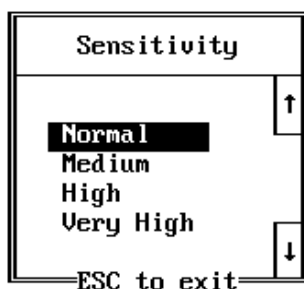 Sensitivity
↑
Normal
Medium
High
Very High
↓
ESC to exit